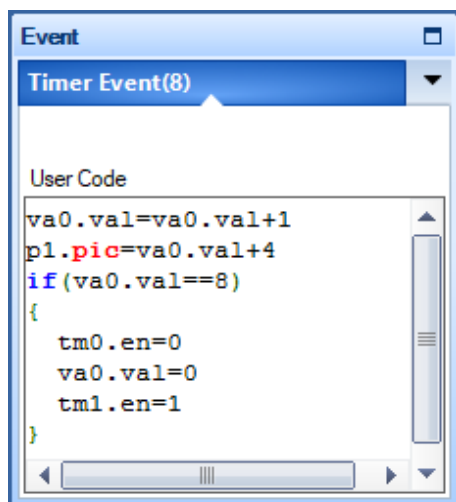 Event
Timer Event(8)
User Code
va0.val=va0.val+1
p1.pic=va0.val+4
if(va0.val==8)
{
  tm0.en=0
  va0.val=0
  tm1.en=1
}